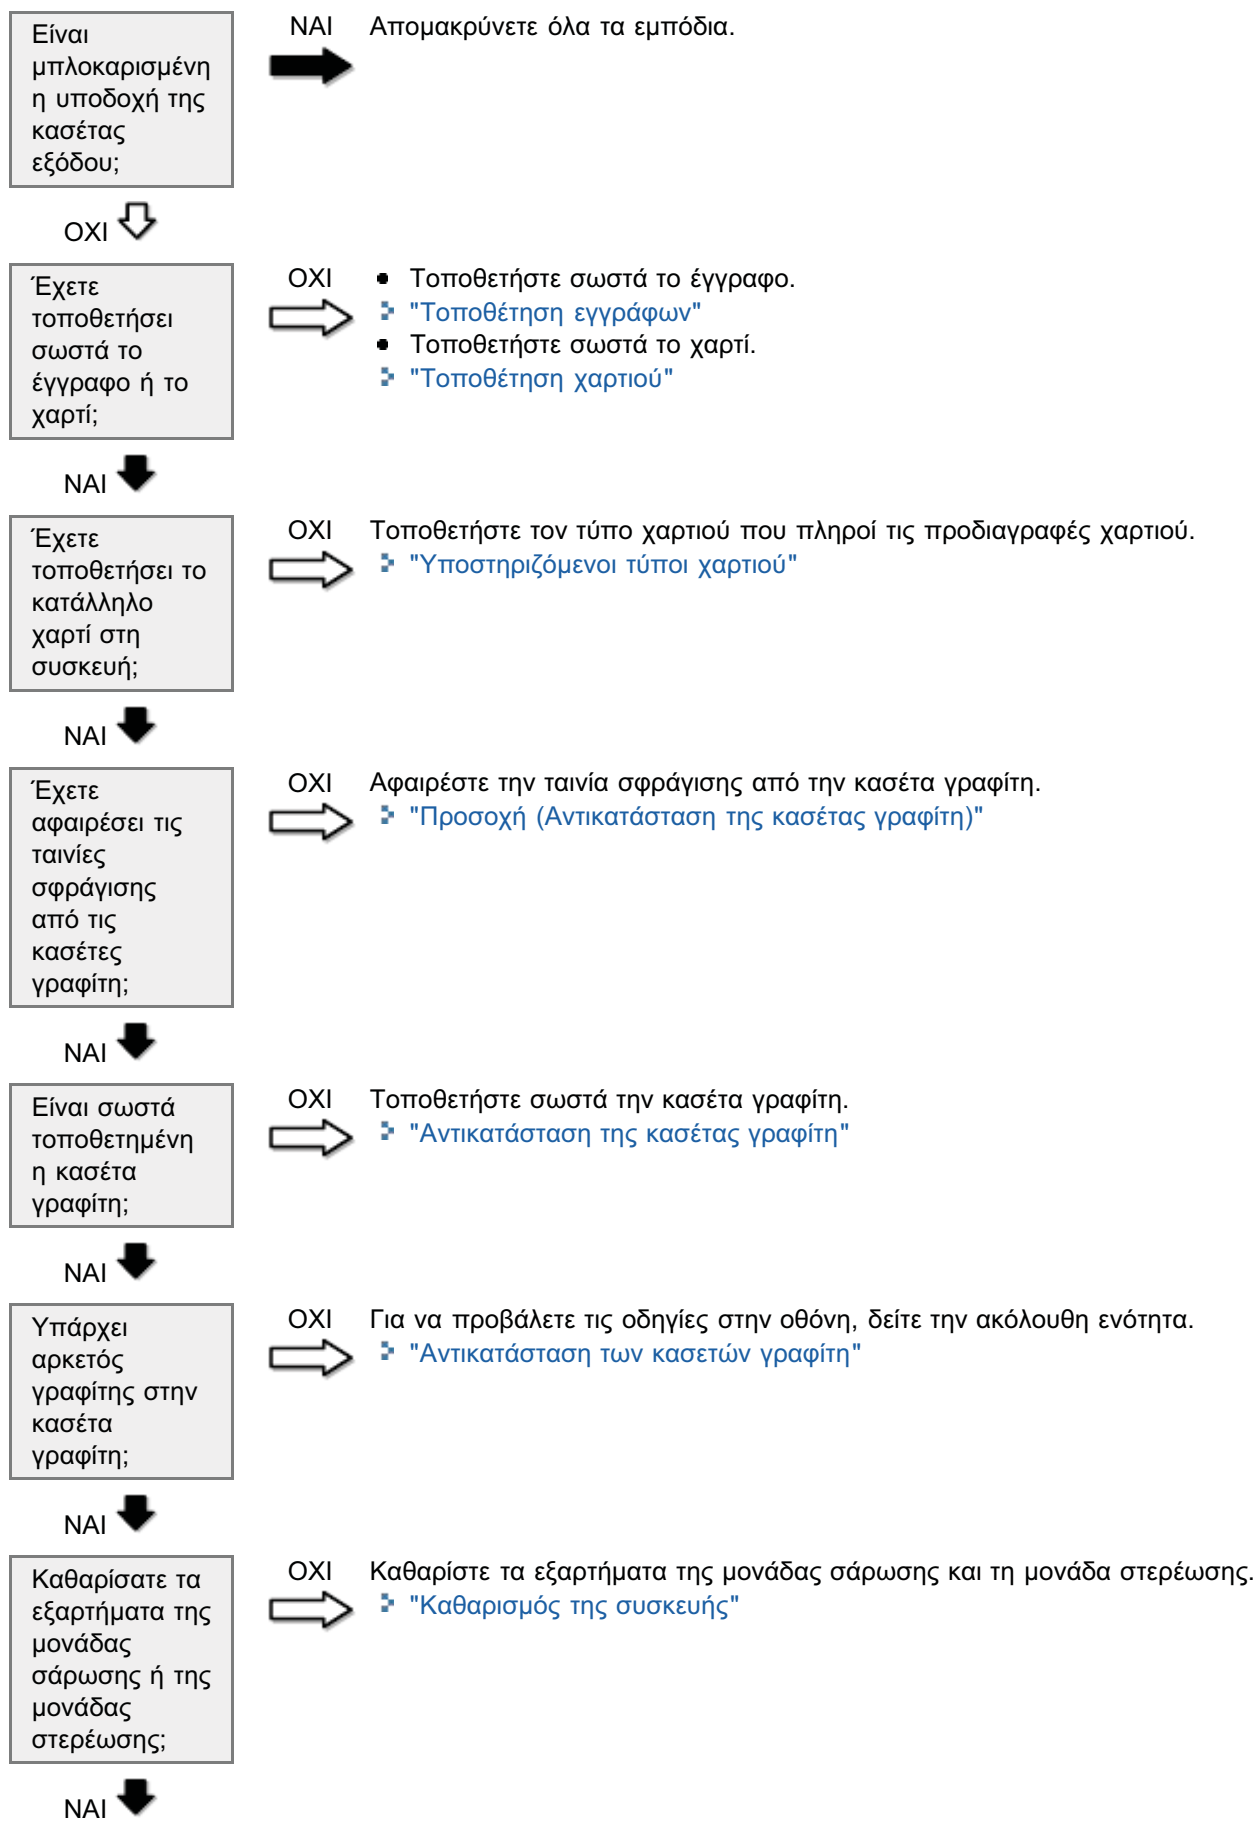 Είναι
μπλοκαρισμένη
η υποδοχή της
κασέτας
εξόδου;
ΝΑΙ
Απομακρύνετε όλα τα εμπόδια.
ΟΧΙ
Έχετε
τοποθετήσει
σωστά το
έγγραφο ή το
χαρτί;
ΟΧΙ
Τοποθετήστε σωστά το έγγραφο.
"Τοποθέτηση εγγράφων"
Τοποθετήστε σωστά το χαρτί.
"Τοποθέτηση χαρτιού"
ΝΑΙ
Έχετε
τοποθετήσει το
κατάλληλο
χαρτί στη
συσκευή;
ΟΧΙ
Τοποθετήστε τον τύπο χαρτιού που πληροί τις προδιαγραφές χαρτιού.
"Υποστηριζόμενοι τύποι χαρτιού"
ΝΑΙ
Έχετε
αφαιρέσει τις
ταινίες
σφράγισης
από τις
κασέτες
γραφίτη;
ΟΧΙ
Αφαιρέστε την ταινία σφράγισης από την κασέτα γραφίτη.
"Προσοχή (Αντικατάσταση της κασέτας γραφίτη)"
ΝΑΙ
Είναι σωστά
τοποθετημένη
η κασέτα
γραφίτη;
ΟΧΙ
Τοποθετήστε σωστά την κασέτα γραφίτη.
"Αντικατάσταση της κασέτας γραφίτη"
ΝΑΙ
Υπάρχει
αρκετός
γραφίτης στην
κασέτα
γραφίτη;
ΟΧΙ
Για να προβάλετε τις οδηγίες στην οθόνη, δείτε την ακόλουθη ενότητα.
"Αντικατάσταση των κασετών γραφίτη"
ΝΑΙ
Καθαρίσατε τα
εξαρτήματα της
μονάδας
σάρωσης ή της
μονάδας
στερέωσης;
ΟΧΙ
Καθαρίστε τα εξαρτήματα της μονάδας σάρωσης και τη μονάδα στερέωσης.
"Καθαρισμός της συσκευής"
ΝΑΙ